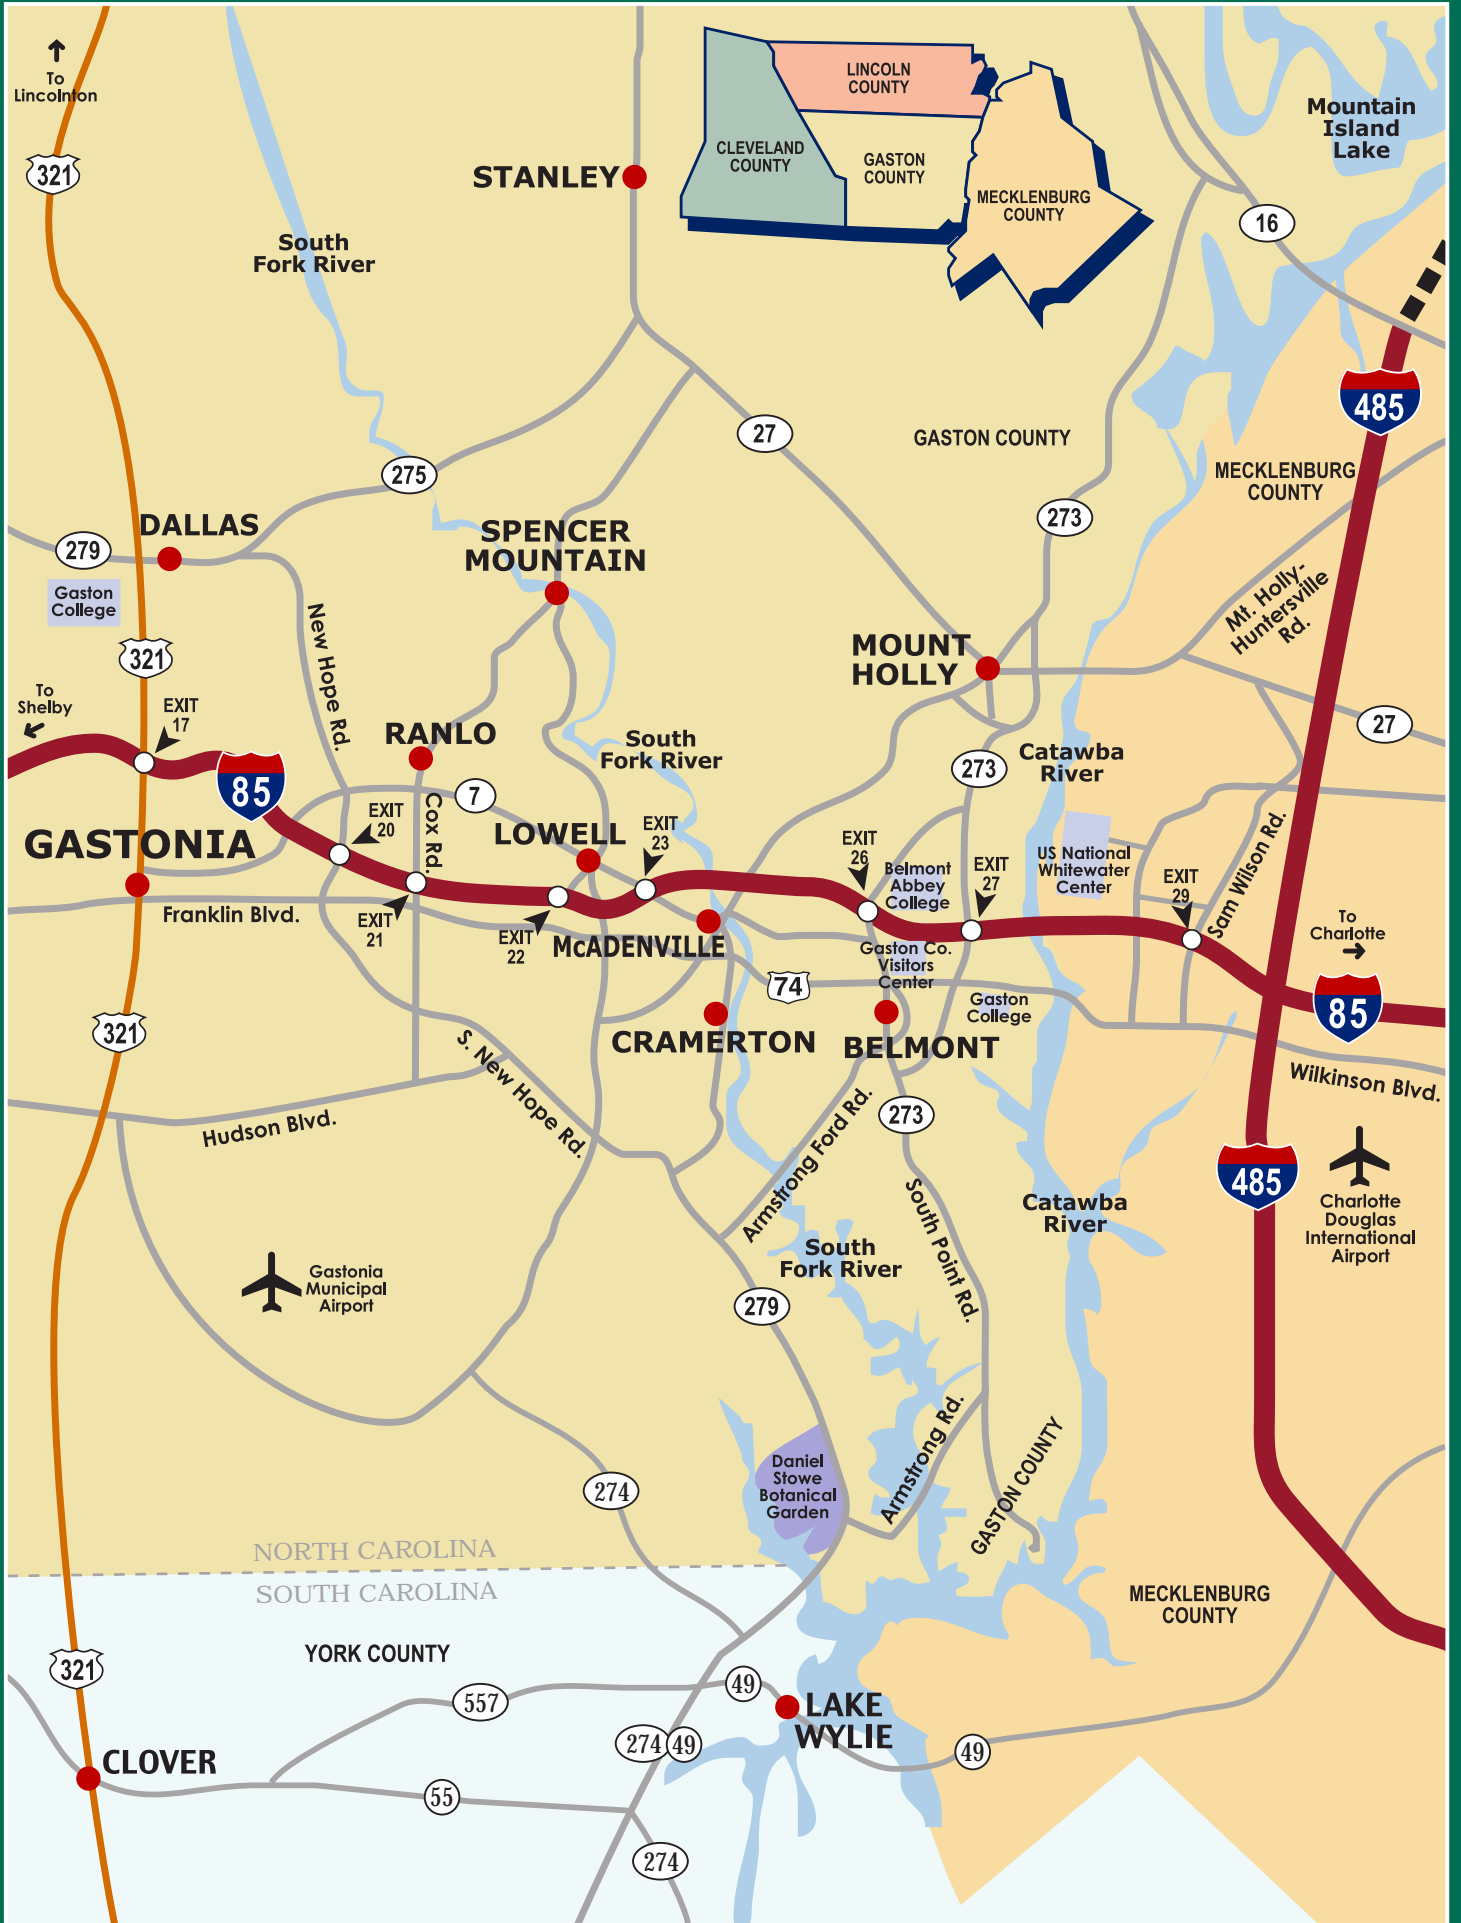 To
Lincolnton
321
STANLEY
South
Fork River
LINCOLN
COUNTY
CLEVELAND
COUNTY
GASTON
COUNTY
MECKLENBURG
COUNTY
Mountain
Island
Lake
16
485
27
GASTON COUNTY
MECKLENBURG
COUNTY
275
273
DALLAS
279
Gaston
College
SPENCER
MOUNTAIN
New Hope Rd.
Mt. Holly-
Huntersville
Rd.
MOUNT
HOLLY
321
To
Shelby
EXIT
17
27
RANLO
South
Fork River
Catawba
River
273
85
7
Cox Rd.
EXIT
20
GASTONIA
LOWELL
EXIT
23
EXIT
26
Belmont
Abbey
College
EXIT
27
US National
Whitewater
Center
EXIT
29
Sam Wilson Rd.
Franklin Blvd.
EXIT
21
EXIT
22
McADENVILLE
Gaston Co.
Visitors
Center
To
Charlotte
74
Gaston
College
85
321
CRAMERTON
BELMONT
S. New Hope Rd.
Wilkinson Blvd.
Hudson Blvd.
Armstrong Ford Rd.
273
485
Charlotte
Douglas
International
Airport
South Point Rd.
Catawba
River
South
Fork River
Gastonia
Municipal
Airport
279
Armstrong Rd.
GASTON COUNTY
Daniel
Stowe
Botanical
Garden
274
NORTH CAROLINA
SOUTH CAROLINA
MECKLENBURG
COUNTY
YORK COUNTY
321
557
49
LAKE
WYLIE
274
49
49
CLOVER
55
274